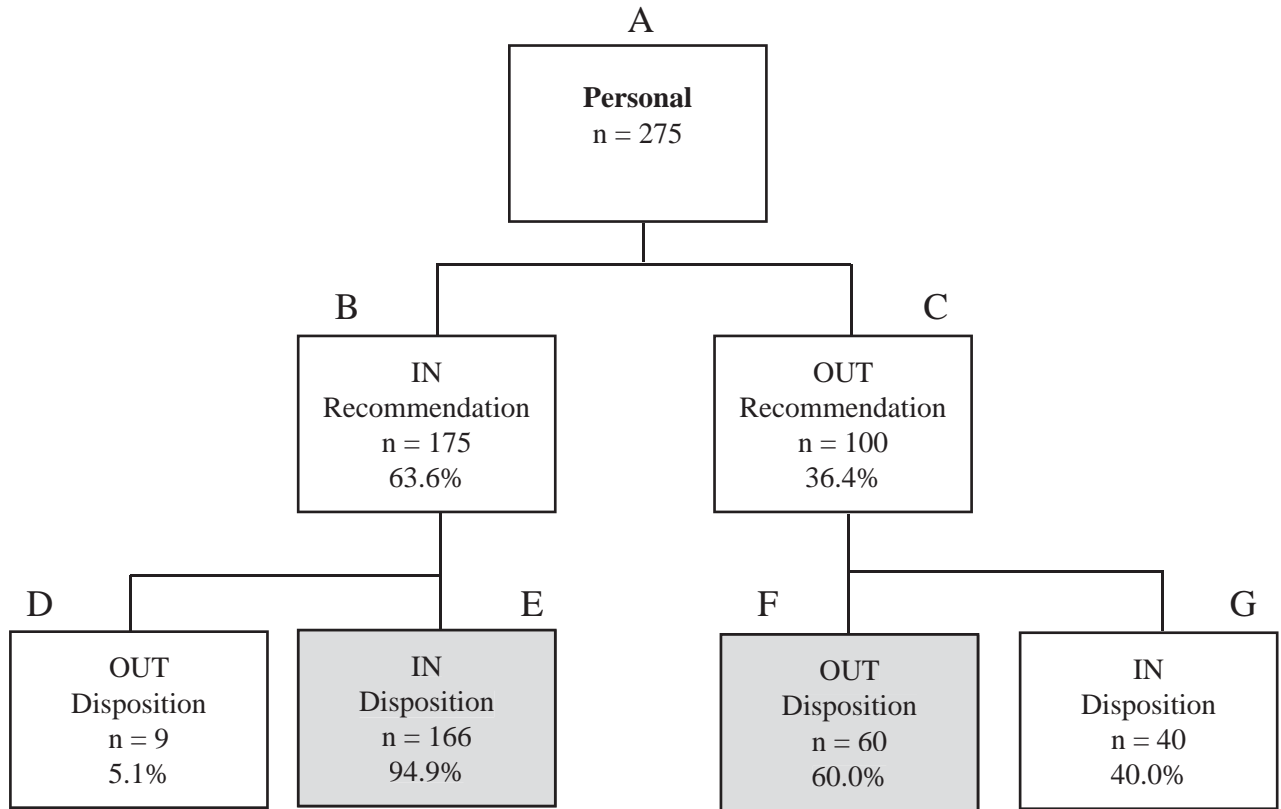 A
Personal
n = 275
B
C
IN
Recommendation
n = 175
63.6%
OUT
Recommendation
n = 100
36.4%
D
E
F
G
OUT
Disposition
n = 9
5.1%
IN
Disposition
n = 166
94.9%
OUT
Disposition
n = 60
60.0%
IN
Disposition
n = 40
40.0%